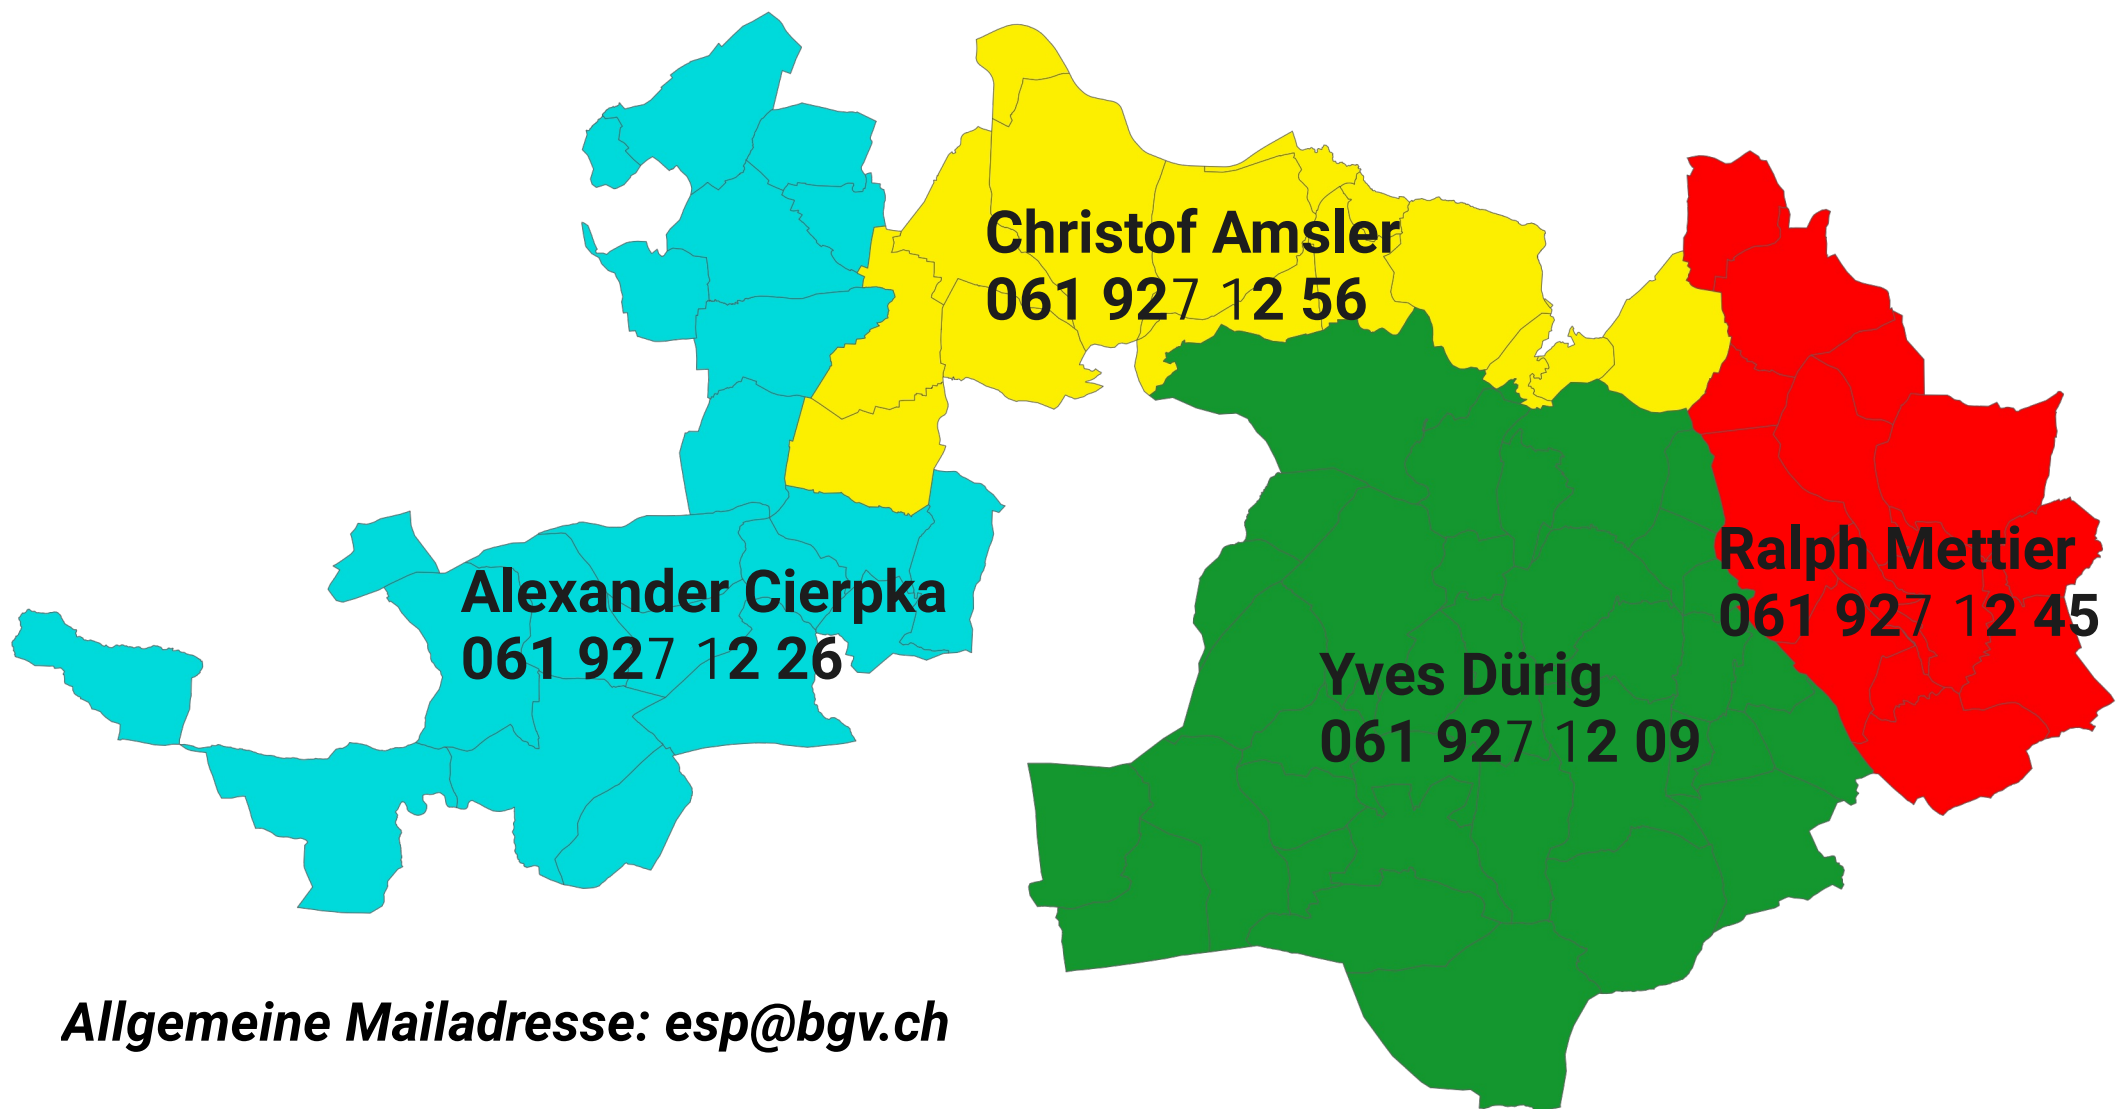 Christof Amsler
061 927 12 56
Ralph Mettier
061 927 12 45
Alexander Cierpka
061 927 12 26
Yves Dürig
061 927 12 09
Allgemeine Mailadresse: esp@bgv.ch